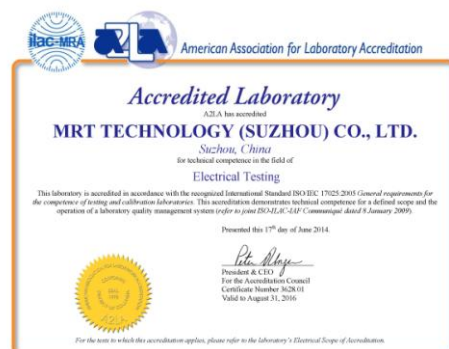 ilac-MRA
A2LA
American Association for Laboratory Accreditation
Accredited Laboratory
A2LA has accredited
MRT TECHNOLOGY (SUZHOU) CO., LTD.
Suzhou, China
for technical competence in the field of
Electrical Testing
This laboratory is accredited in accordance with the recognized International Standard ISO/IEC 17025:2005 General requirements for
the competence of testing and calibration laboratories. This accreditation demonstrates technical competence for a defined scope and the
operation of a laboratory quality management system (refer to joint ISO-ILAC-IAF Communiqué dated 8 January 2009).
Presented this 17th day of June 2014.
President & CEO
For the Accreditation Council
Certificate Number 3628.01
Valid to August 31, 2016
A2LA
For the tests to which this accreditation applies, please refer to the laboratory's Electrical Scope of Accreditation.